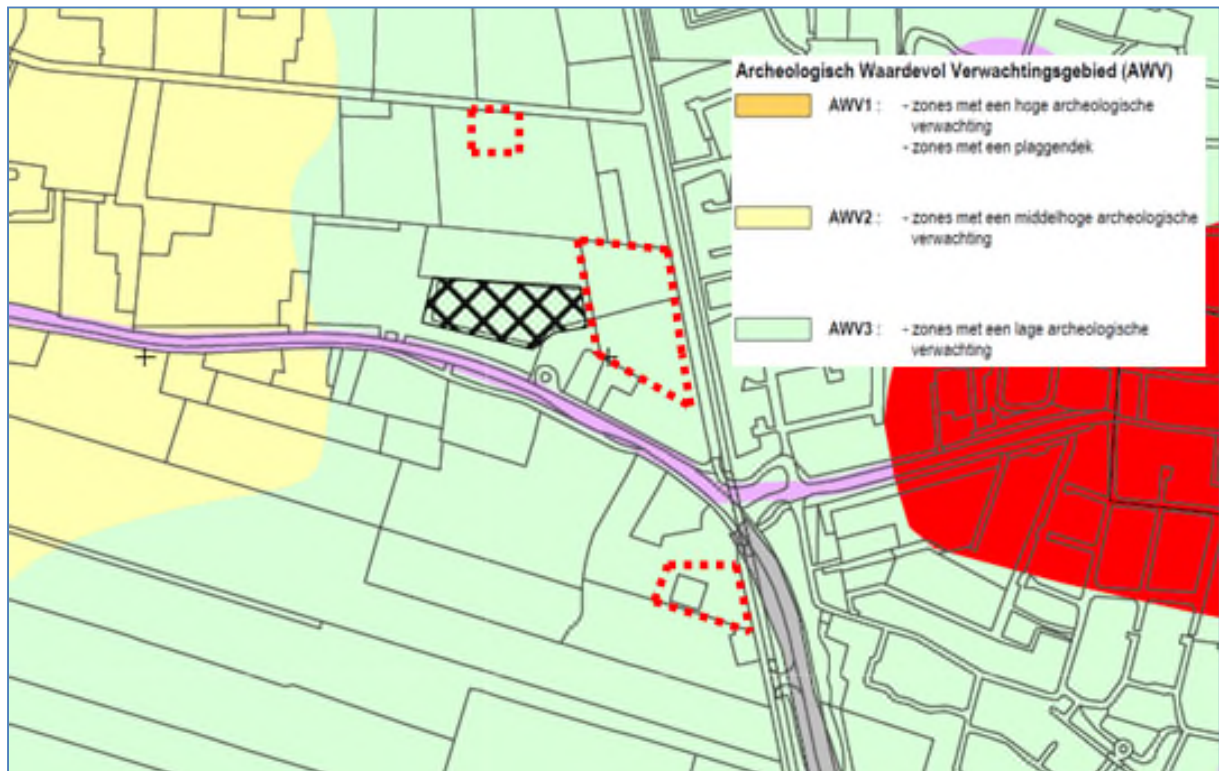 Archeologisch Waardevol Verwachtingsgebied (AWV)
AWV1 : - zones met een hoge archeologische
verwachting
- zones met een plaggendek
AWV2 : - zones met een middelhoge archeologische
verwachting
AWV3 : - zones met een lage archeologische
verwachting